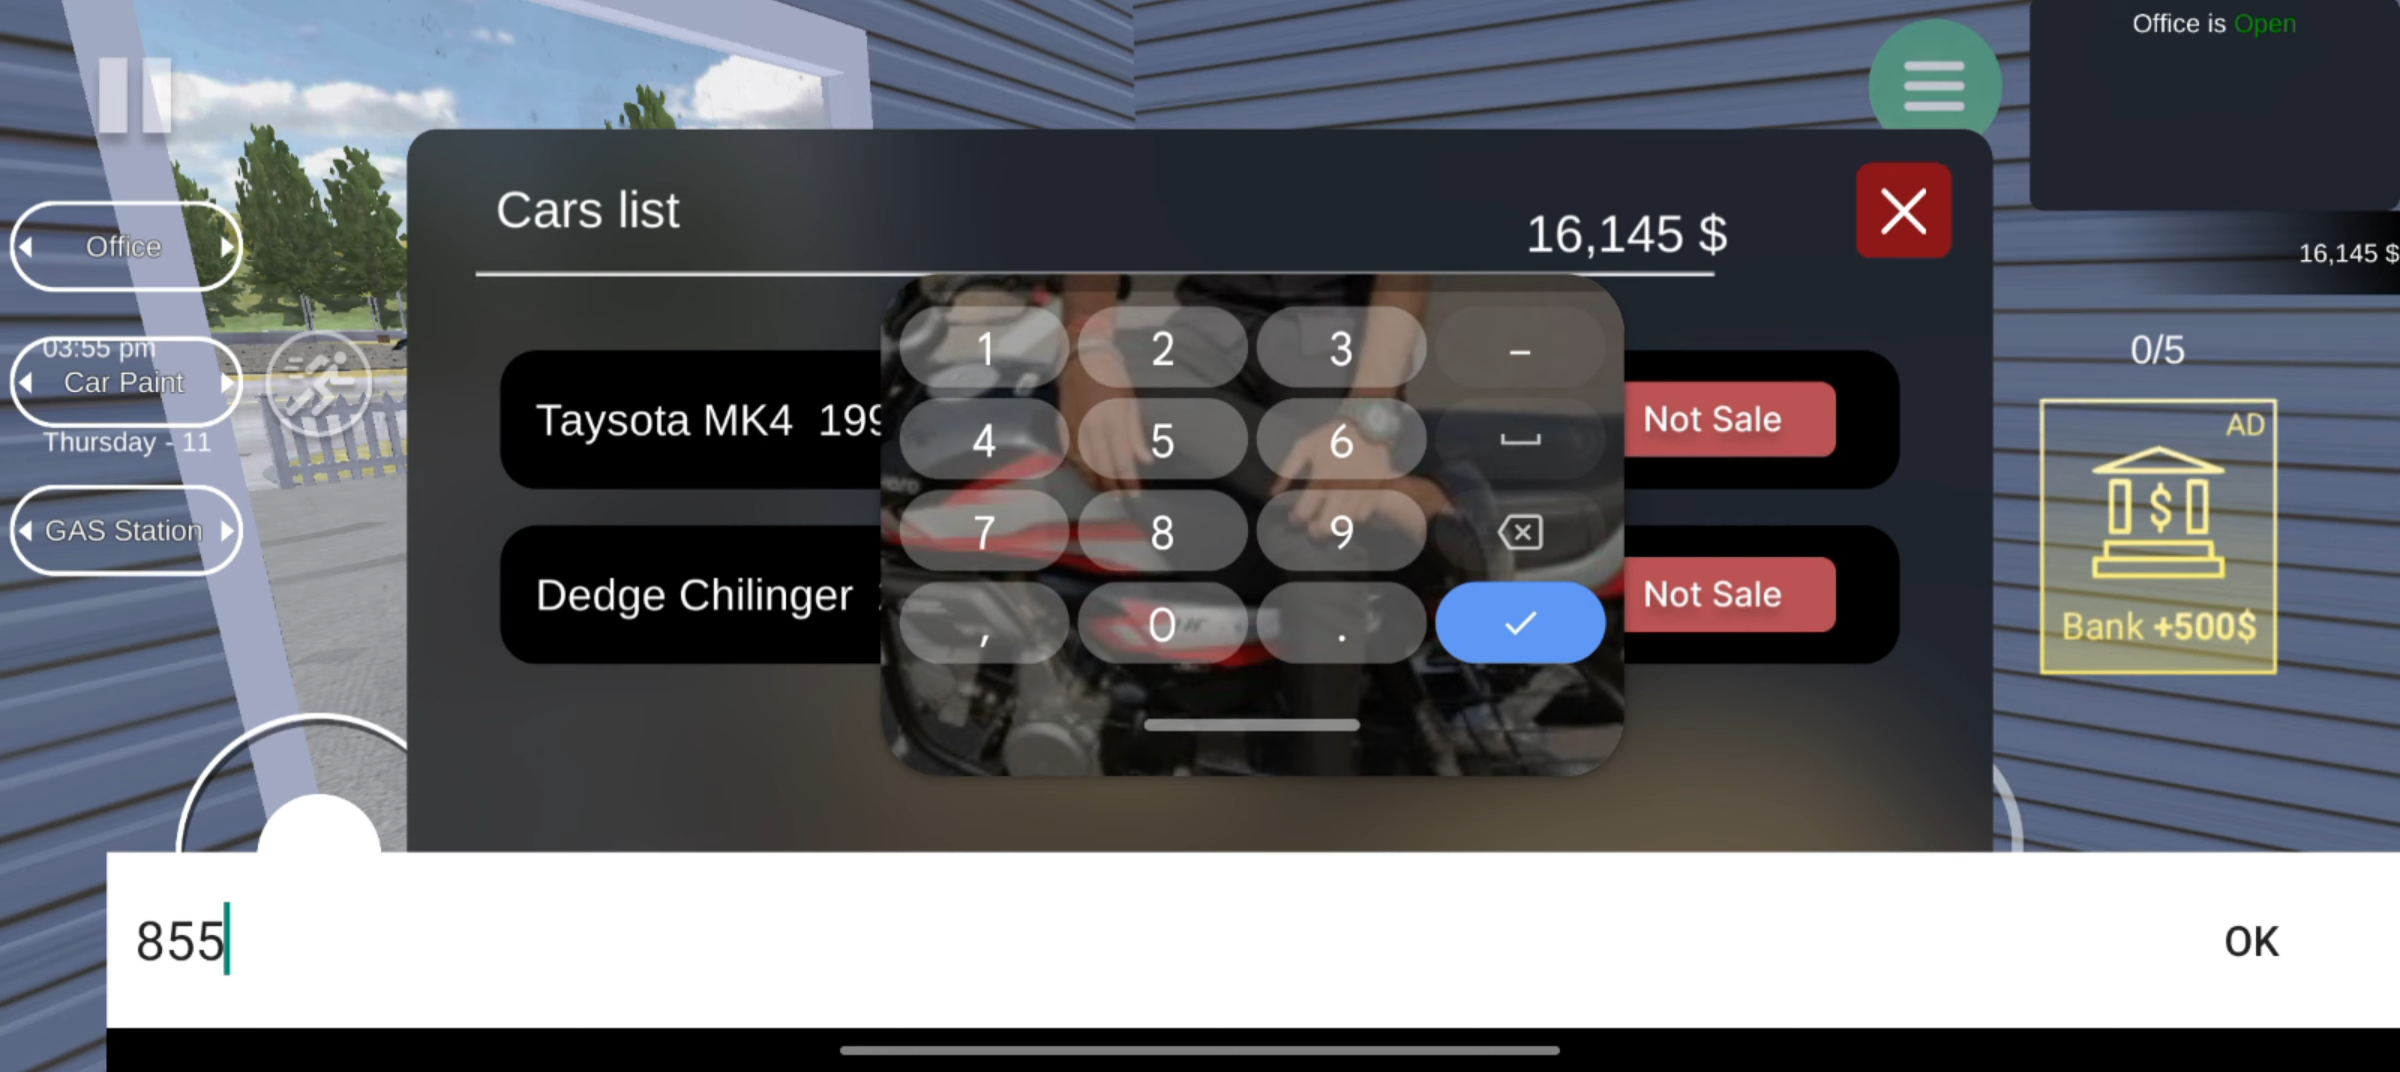 Office is Open
Cars list
16,145 $
Office
16,145 $
03:55 pm
Car Paint
Thursday - 11
GAS Station
Taysota MK4 199
Not Sale
Dedge Chilinger
Not Sale
0/5
AD
$
Bank +500$
1 2 3 –
4 5 6
7 8 9
, 0 .
855
OK